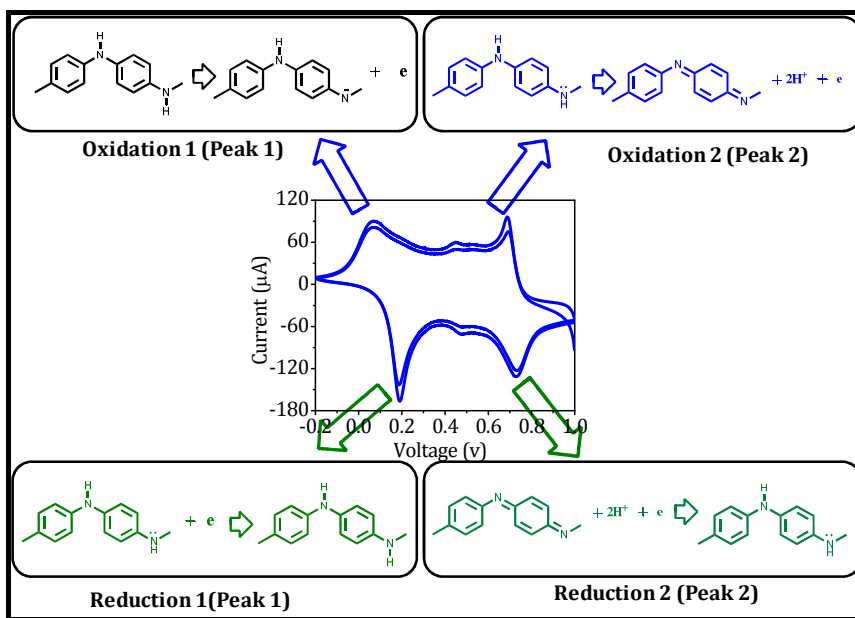 H
N
N
H
H
N
N
+ e
H
N
N
H
N
N
+ 2H⁺ + e
Oxidation 1 (Peak 1)
Oxidation 2 (Peak 2)
120
60
0
-60
-120
-180
Current (μA)
-0.2 0.0 0.2 0.4 0.6 0.8 1.0
Voltage (v)
H
N
N
H
+ e
H
N
N
H
N
N
+ 2H⁺ + e
H
N
N
H
Reduction 1(Peak 1)
Reduction 2 (Peak 2)